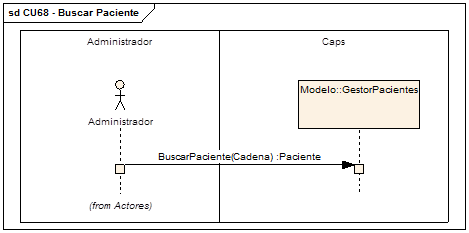 sd CU68 - Buscar Paciente
Administrador
Caps
Modelo::GestorPacientes
Administrador
BuscarPaciente(Cadena) :Paciente
(from Actores)